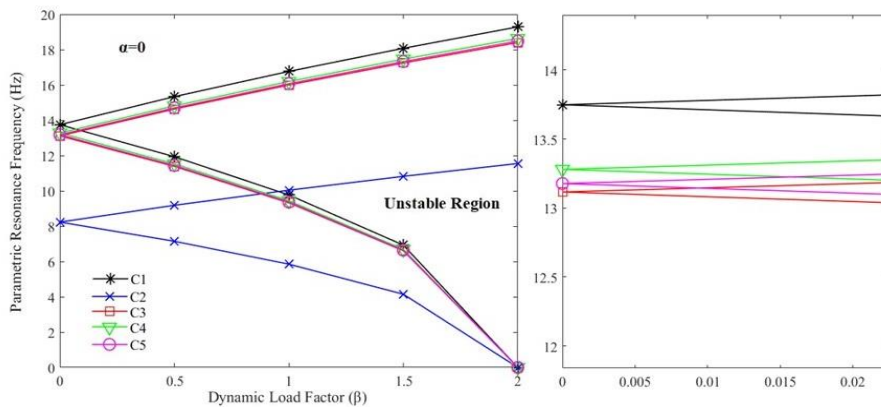 α=0
Parametric Resonance Frequency (Hz)
20
18
16
14
12
10
8
6
4
2
0
Unstable Region
C1
C2
C3
C4
C5
0
0.5
1
1.5
2
Dynamic Load Factor (β)
14
13.5
13
12.5
12
0
0.005
0.01
0.015
0.02